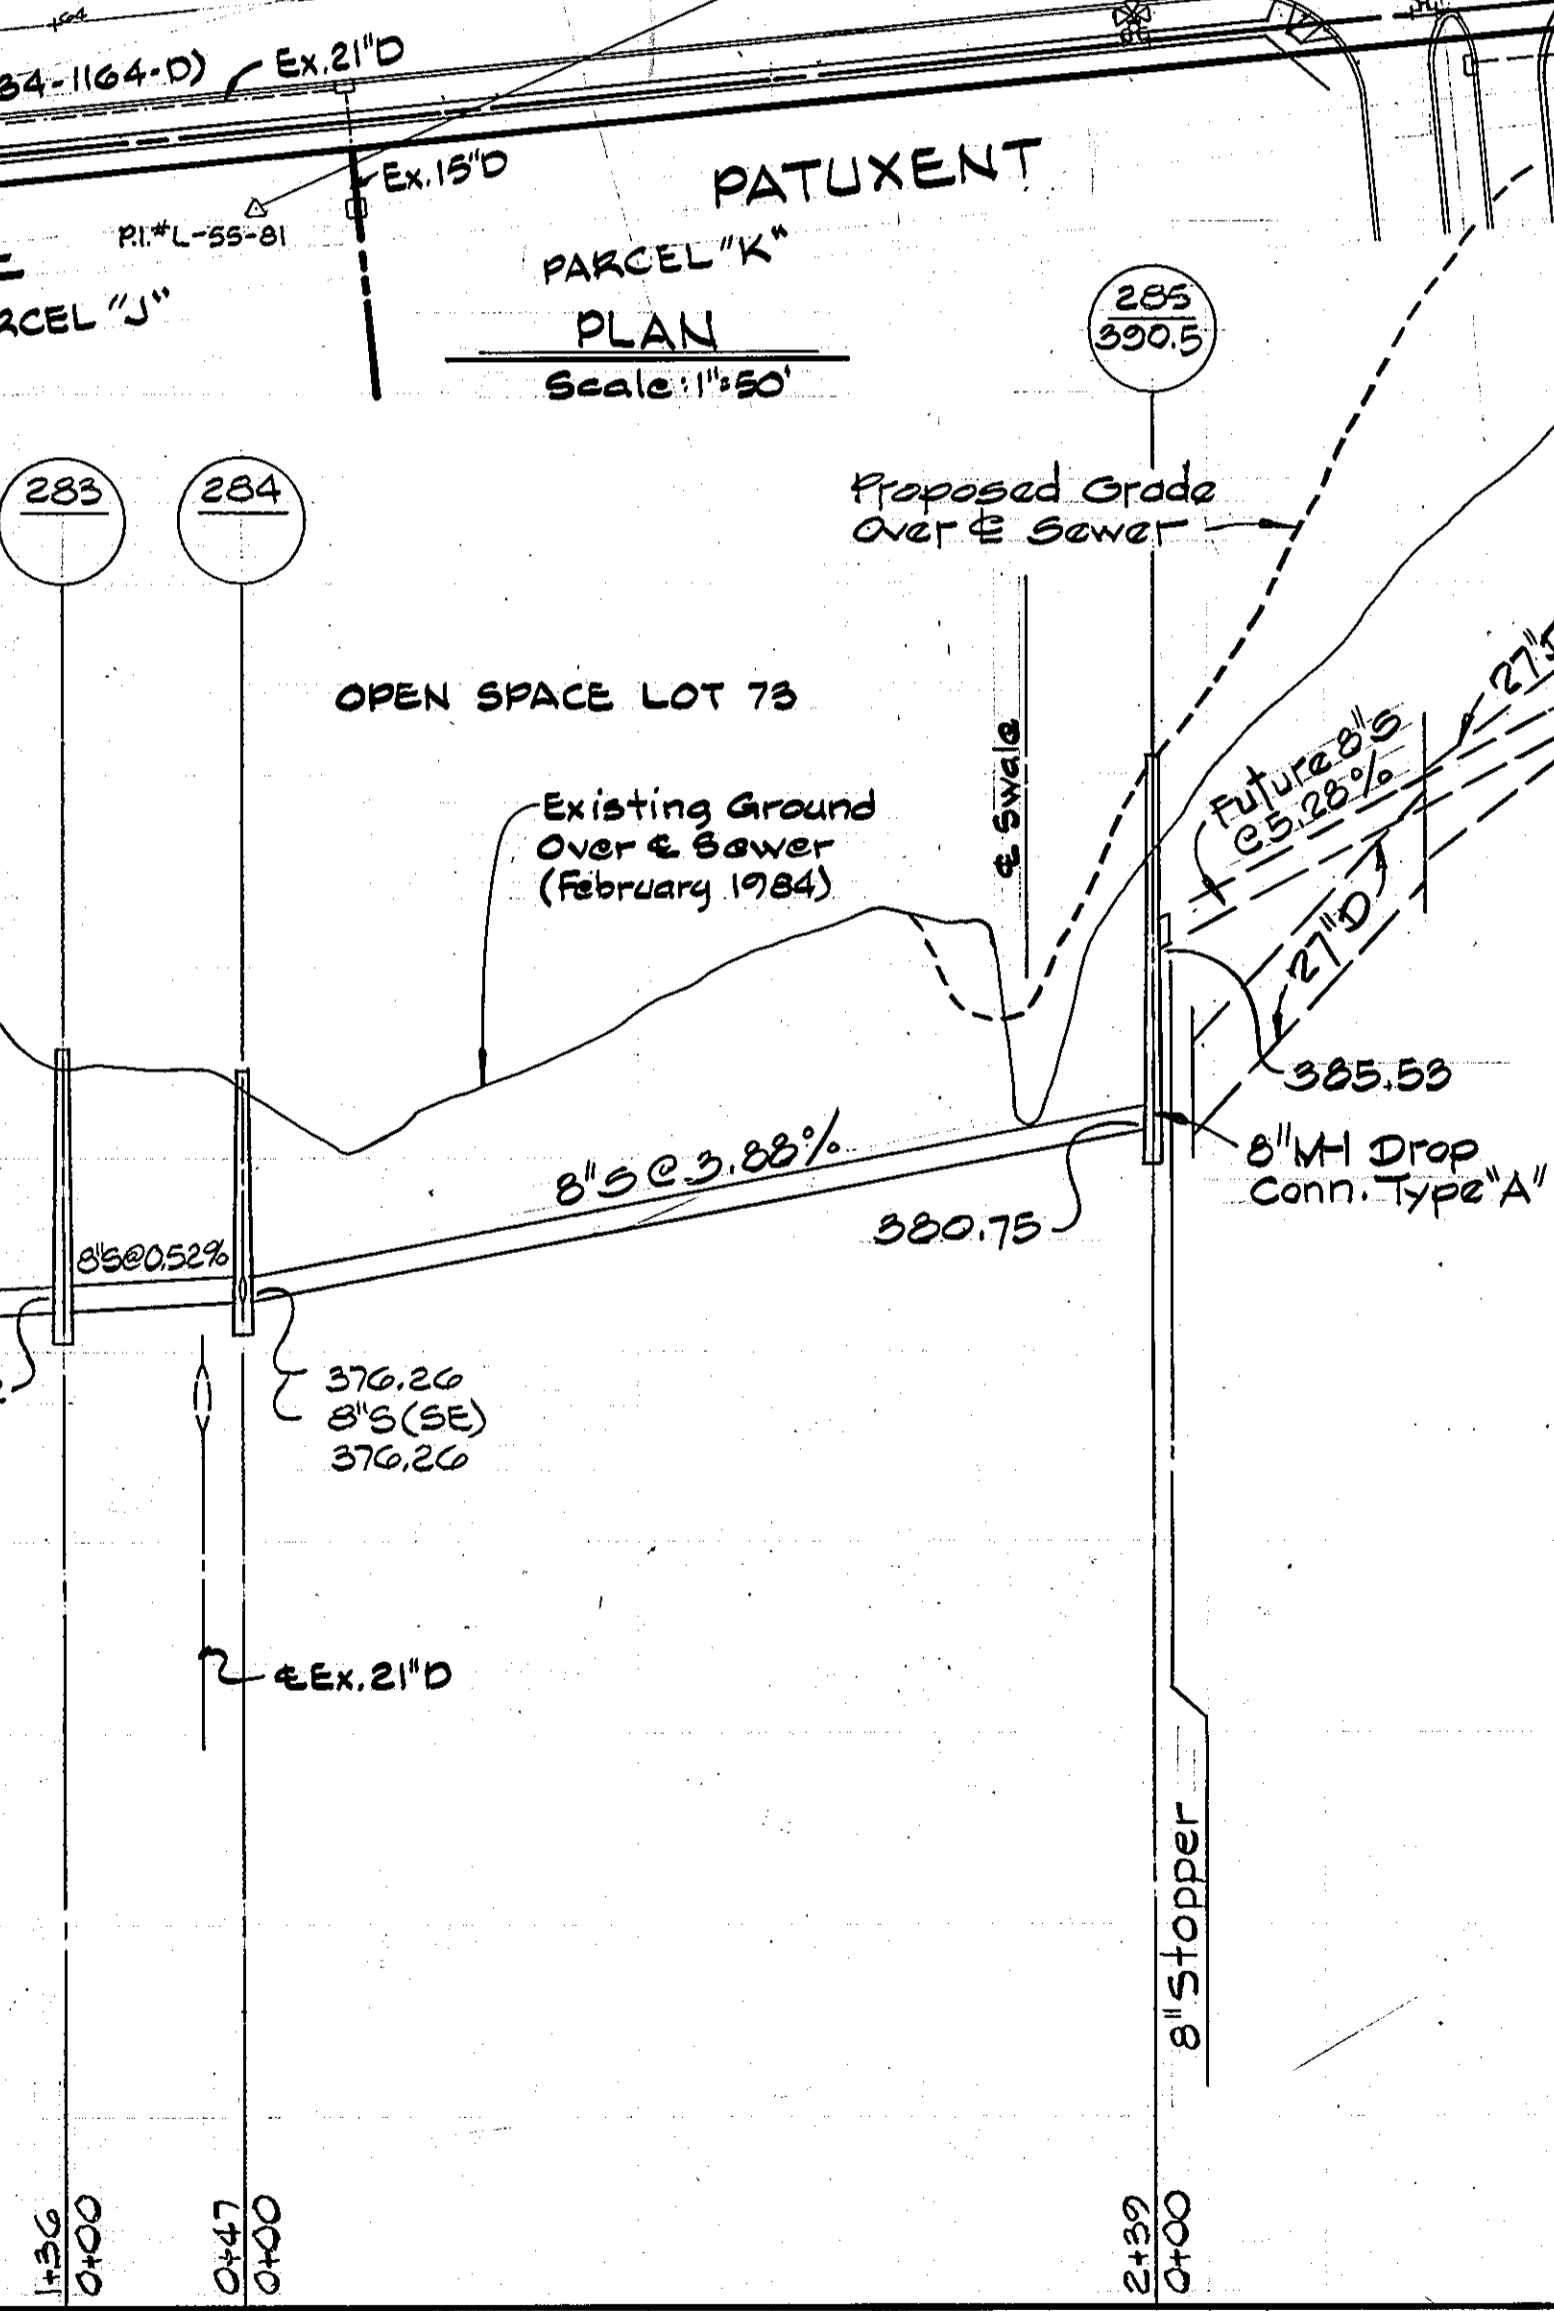 34-1164-D)
Ex. 21"D
Ex. 15"D
P.I.#L-55-81
PATUXENT
PARCEL "K"
RCEL "J"
PLAN
Scale: 1"=50'
285
390.5
283
284
Proposed Grade
Over ℄ Sewer
OPEN SPACE LOT 73
℄ Swale
Existing Ground
Over ℄ Sewer
(February 1984)
27"D
Future 8"S
@ 5.28%
27"D
385.53
8"MH Drop
Conn. Type "A"
8"S @ 3.88%
380.75
8"S@0.52%
376.26
8"S (SE)
376.26
℄ Ex. 21"D
8" Stopper
1+36
0+00
0+47
0+00
2+39
0+00